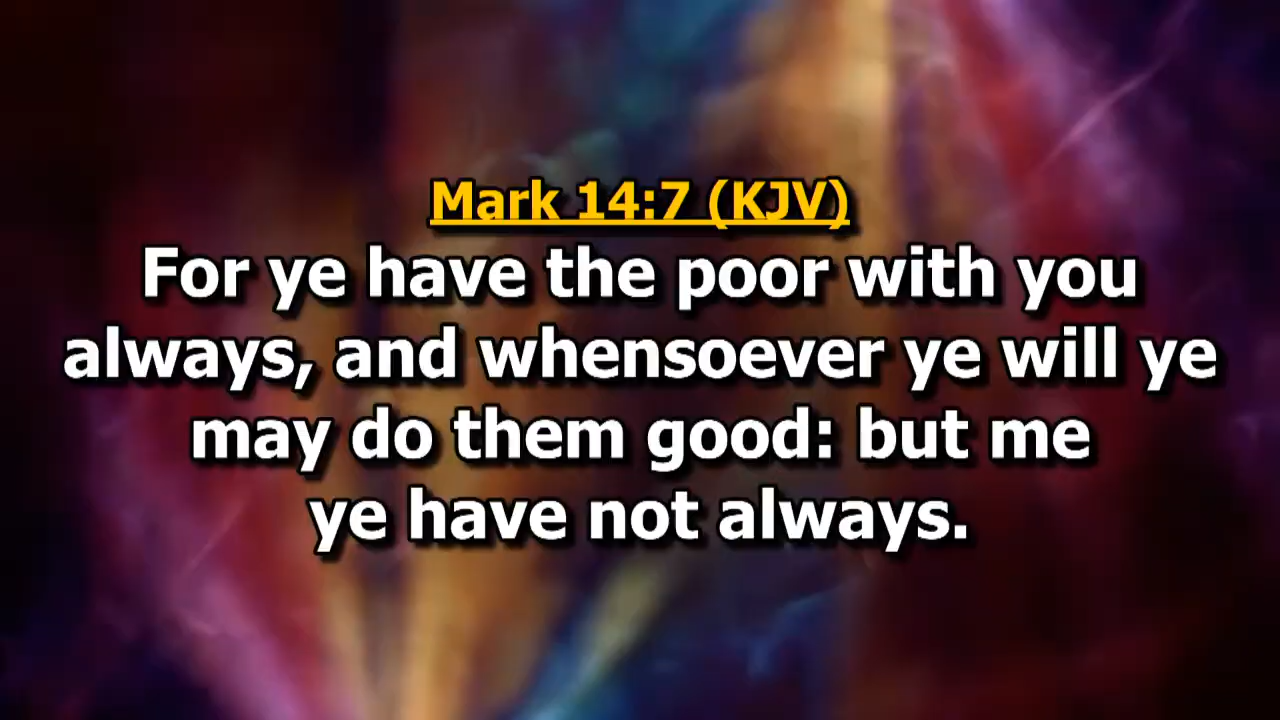 Mark 14:7 (KJV)
For ye have the poor with you
always, and whensoever ye will ye
may do them good: but me
ye have not always.